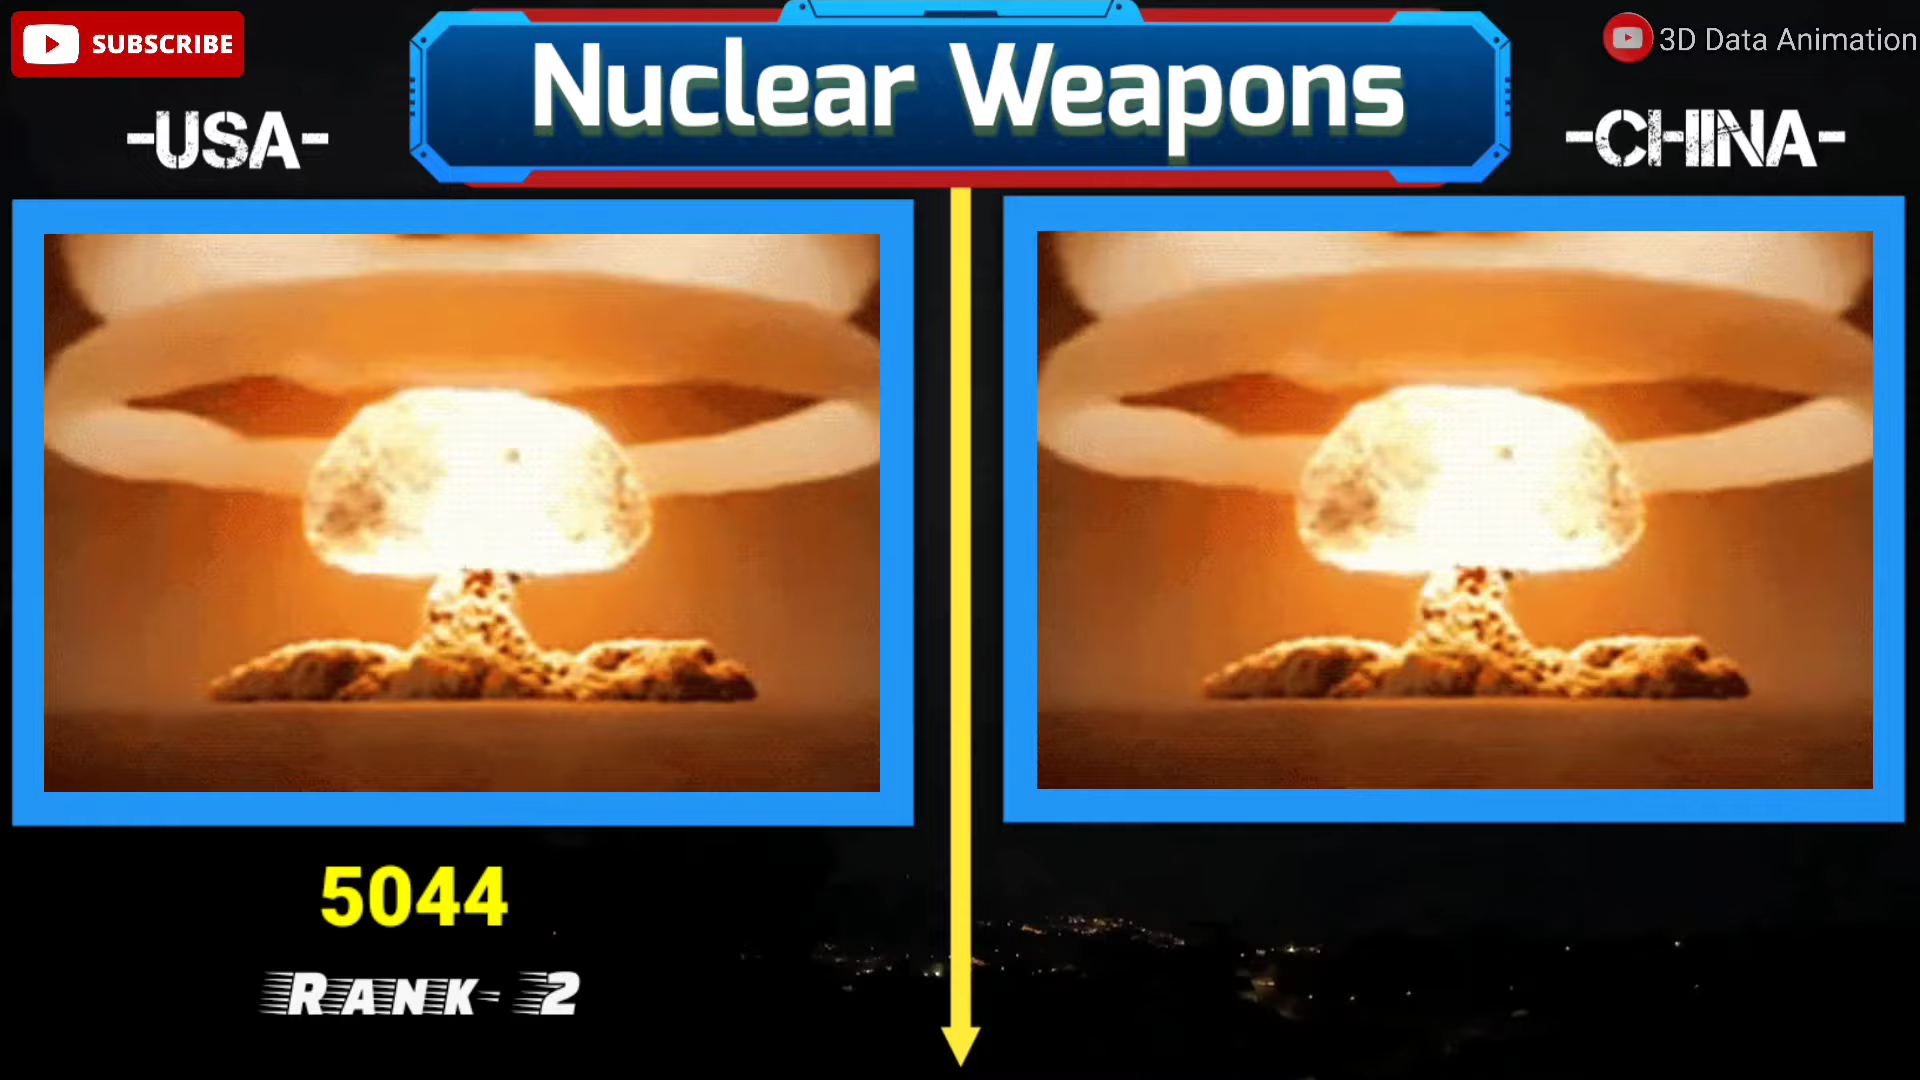 SUBSCRIBE
Nuclear Weapons
3D Data Animation
-USA-
-CHINA-
5044
RANK- 2